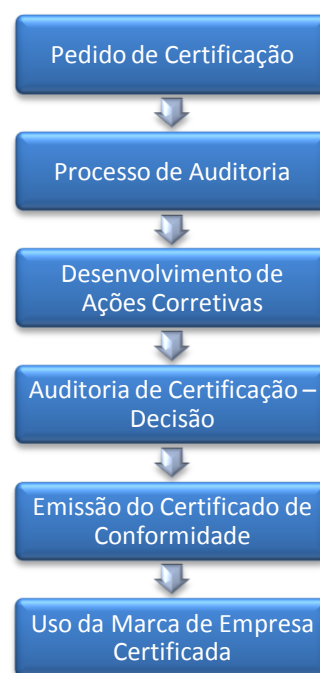 Pedido de Certificação
Processo de Auditoria
Desenvolvimento de
Ações Corretivas
Auditoria de Certificação –
Decisão
Emissão do Certificado de
Conformidade
Uso da Marca de Empresa
Certificada